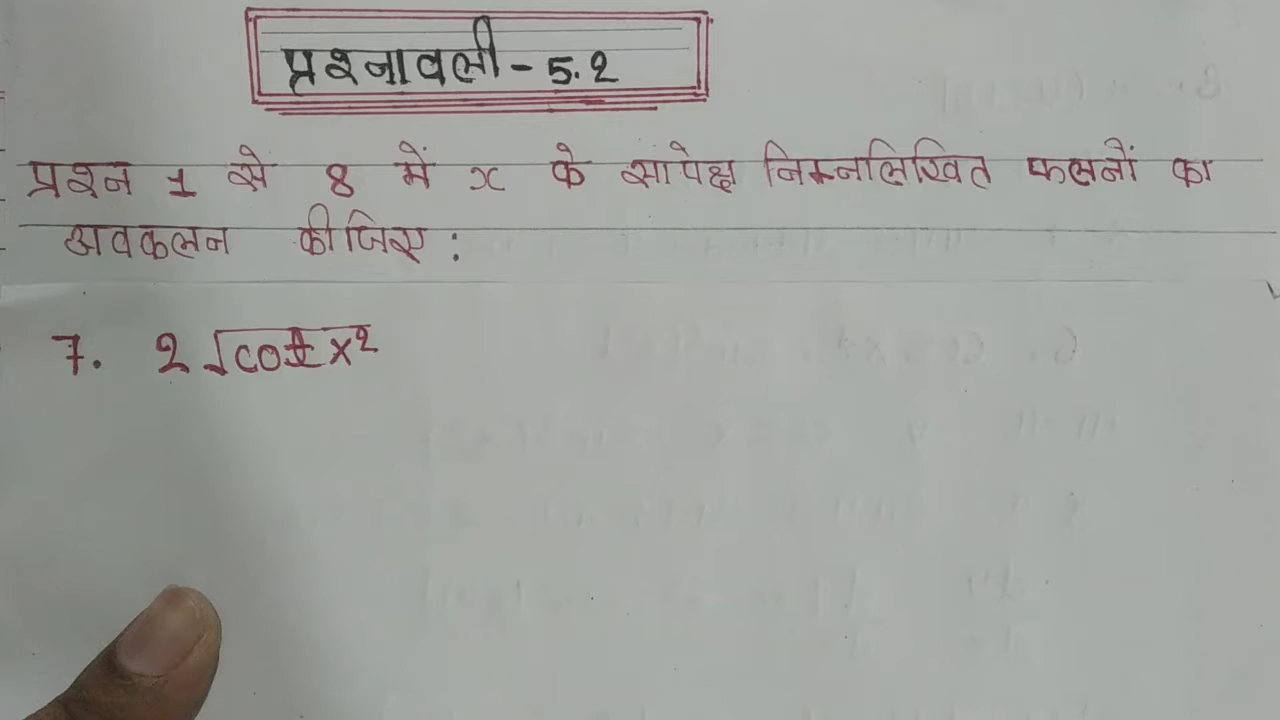 प्रश्नावली - 5.2
प्रश्न 1 से 8 में x के सापेक्ष निम्नलिखित फलनों का
अवकलन कीजिए :
7. 2 √cot x²